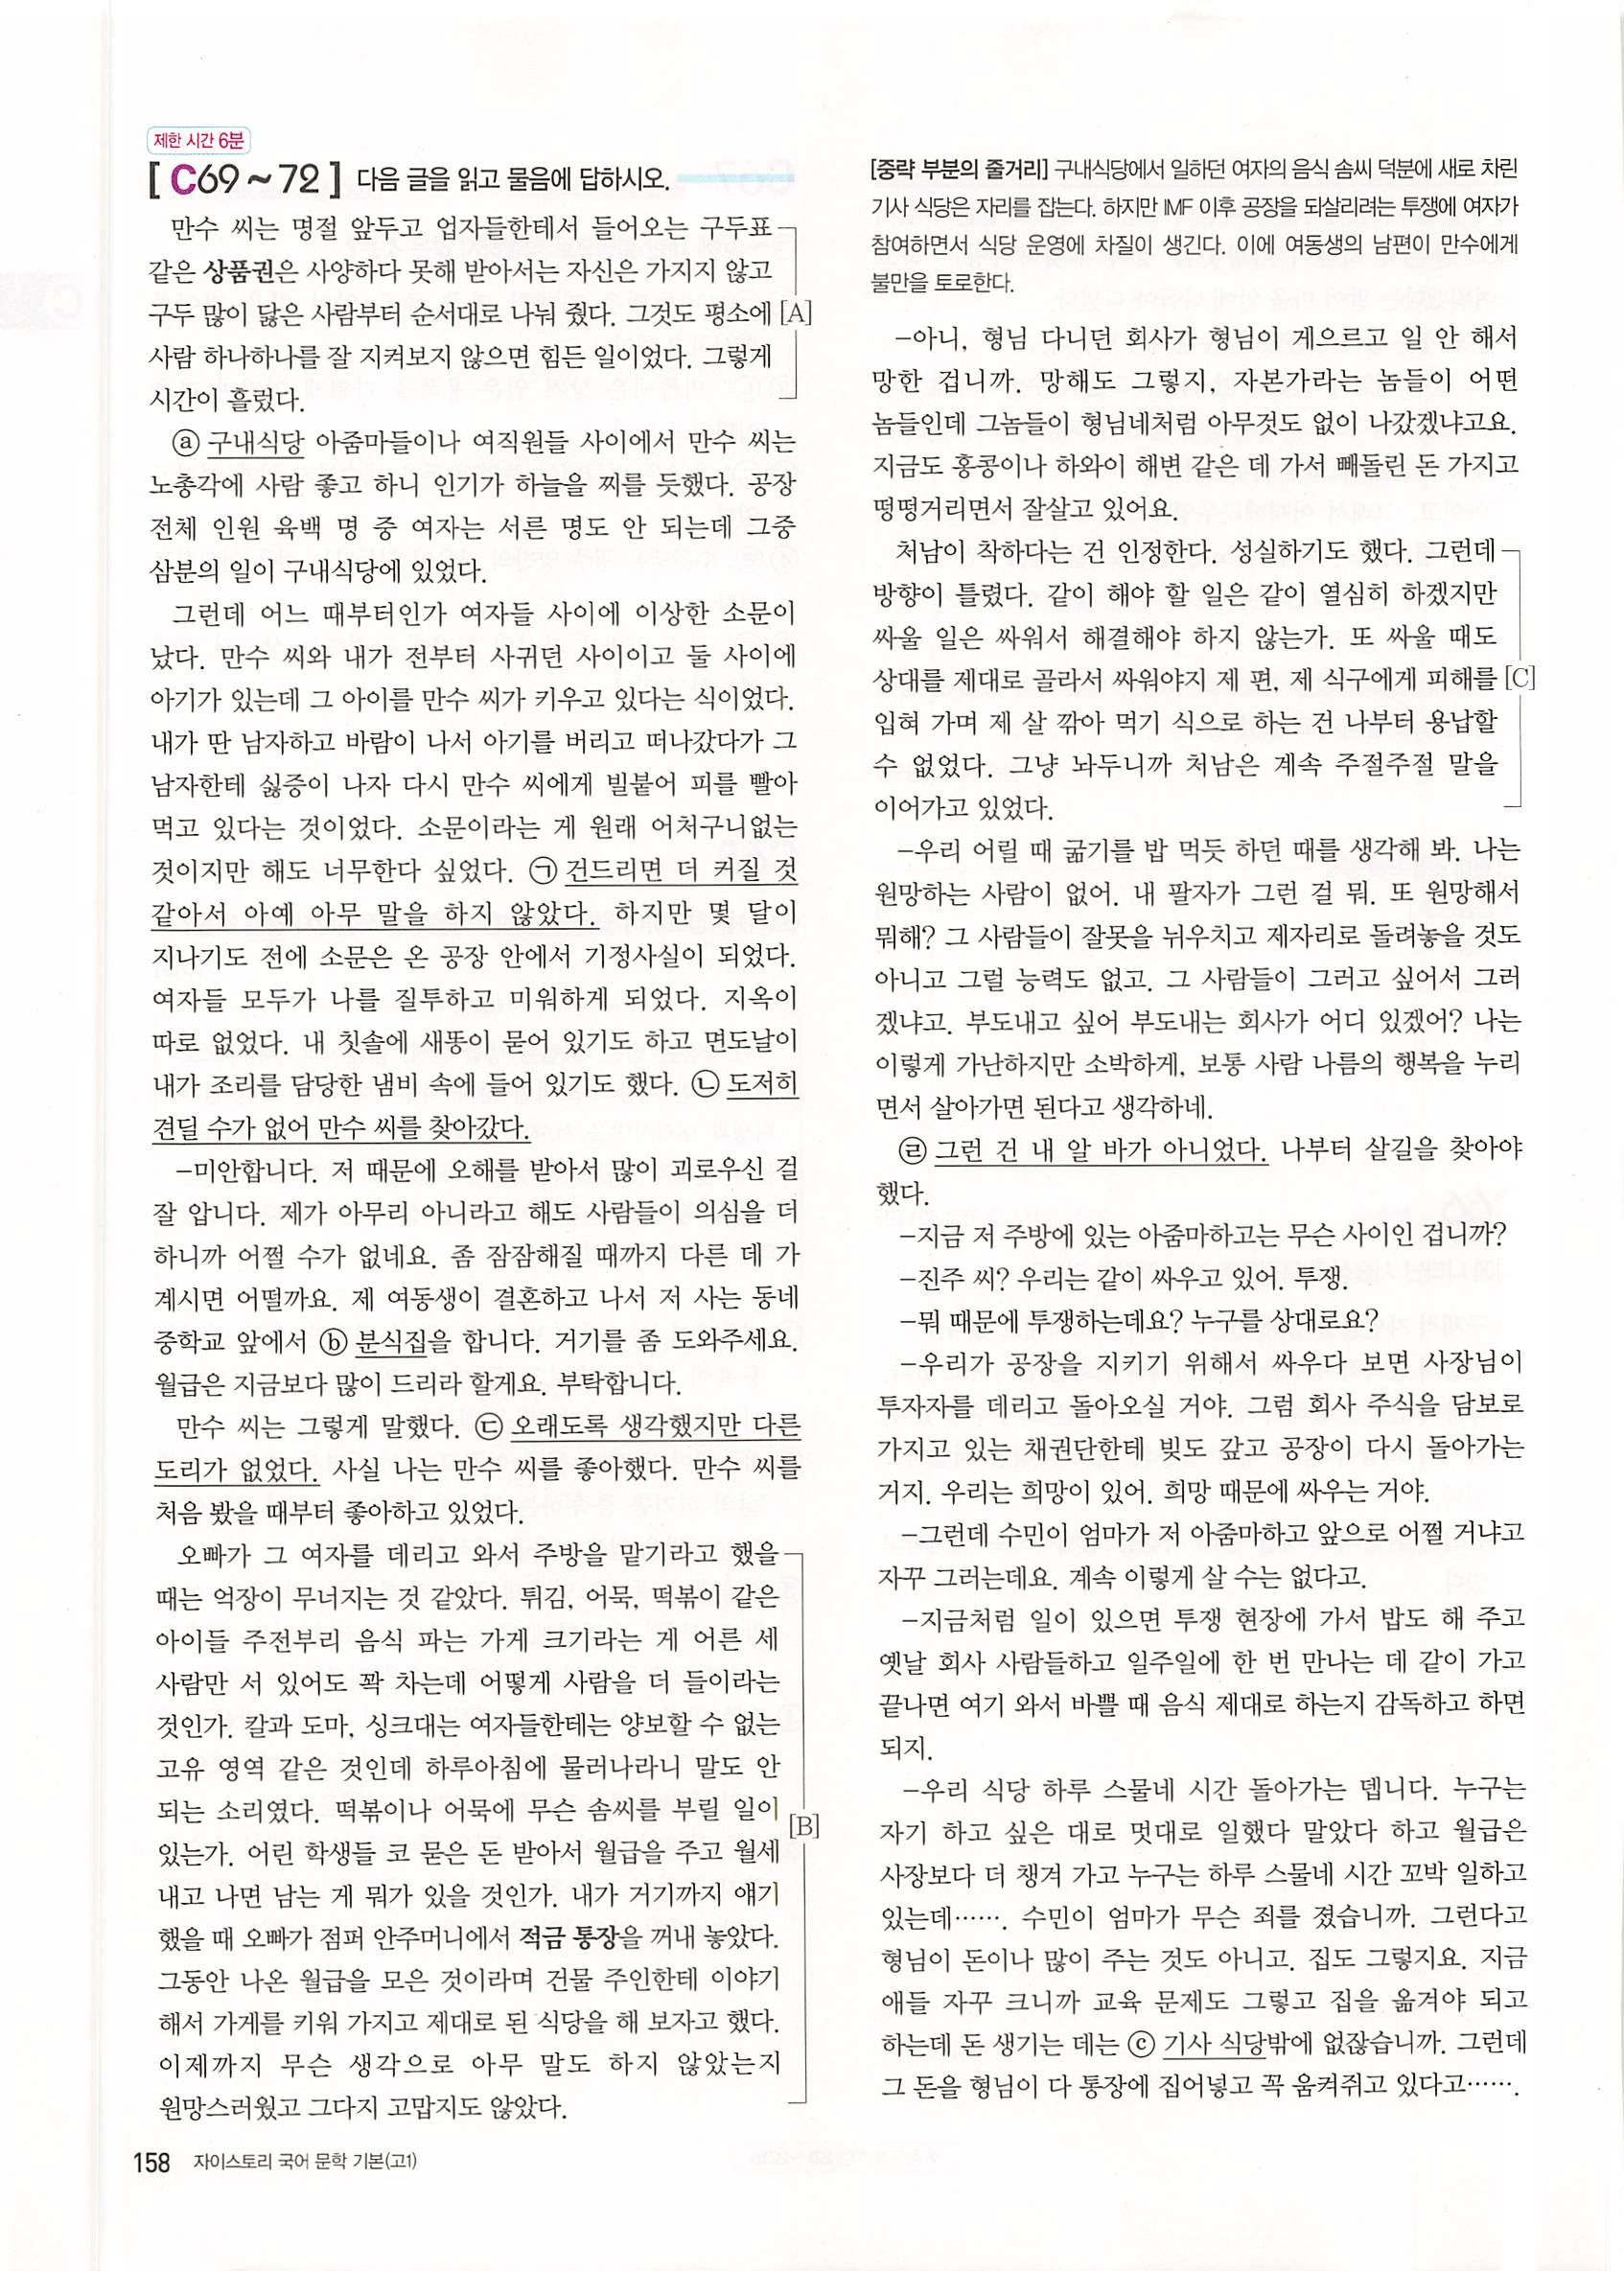 제한 시간 6분
[ C69 ~ 72 ] 다음 글을 읽고 물음에 답하시오.
만수 씨는 명절 앞두고 업자들한테서 들어오는 구두표
같은 상품권은 사양하다 못해 받아서는 자신은 가지지 않고
구두 많이 닳은 사람부터 순서대로 나눠 줬다. 그것도 평소에 [A]
사람 하나하나를 잘 지켜보지 않으면 힘든 일이었다. 그렇게
시간이 흘렀다.
ⓐ 구내식당 아줌마들이나 여직원들 사이에서 만수 씨는
노총각에 사람 좋고 하니 인기가 하늘을 찌를 듯했다. 공장
전체 인원 육백 명 중 여자는 서른 명도 안 되는데 그중
삼분의 일이 구내식당에 있었다.
그런데 어느 때부터인가 여자들 사이에 이상한 소문이
났다. 만수 씨와 내가 전부터 사귀던 사이이고 둘 사이에
아기가 있는데 그 아이를 만수 씨가 키우고 있다는 식이었다.
내가 딴 남자하고 바람이 나서 아기를 버리고 떠나갔다가 그
남자한테 싫증이 나자 다시 만수 씨에게 빌붙어 피를 빨아
먹고 있다는 것이었다. 소문이라는 게 원래 어처구니없는
것이지만 해도 너무한다 싶었다. ㉠ 건드리면 더 커질 것
같아서 아예 아무 말을 하지 않았다. 하지만 몇 달이
지나기도 전에 소문은 온 공장 안에서 기정사실이 되었다.
여자들 모두가 나를 질투하고 미워하게 되었다. 지옥이
따로 없었다. 내 칫솔에 새똥이 묻어 있기도 하고 면도날이
내가 조리를 담당한 냄비 속에 들어 있기도 했다. ㉡ 도저히
견딜 수가 없어 만수 씨를 찾아갔다.
–미안합니다. 저 때문에 오해를 받아서 많이 괴로우신 걸
잘 압니다. 제가 아무리 아니라고 해도 사람들이 의심을 더
하니까 어쩔 수가 없네요. 좀 잠잠해질 때까지 다른 데 가
계시면 어떨까요. 제 여동생이 결혼하고 나서 저 사는 동네
중학교 앞에서 ⓑ 분식집을 합니다. 거기를 좀 도와주세요.
월급은 지금보다 많이 드리라 할게요. 부탁합니다.
만수 씨는 그렇게 말했다. ㉢ 오래도록 생각했지만 다른
도리가 없었다. 사실 나는 만수 씨를 좋아했다. 만수 씨를
처음 봤을 때부터 좋아하고 있었다.
오빠가 그 여자를 데리고 와서 주방을 맡기라고 했을
때는 억장이 무너지는 것 같았다. 튀김, 어묵, 떡볶이 같은
아이들 주전부리 음식 파는 가게 크기라는 게 어른 세
사람만 서 있어도 꽉 차는데 어떻게 사람을 더 들이라는
것인가. 칼과 도마, 싱크대는 여자들한테는 양보할 수 없는
고유 영역 같은 것인데 하루아침에 물러나라니 말도 안
되는 소리였다. 떡볶이나 어묵에 무슨 솜씨를 부릴 일이 [B]
있는가. 어린 학생들 코 묻은 돈 받아서 월급을 주고 월세
내고 나면 남는 게 뭐가 있을 것인가. 내가 거기까지 얘기
했을 때 오빠가 점퍼 안주머니에서 적금 통장을 꺼내 놓았다.
그동안 나온 월급을 모은 것이라며 건물 주인한테 이야기
해서 가게를 키워 가지고 제대로 된 식당을 해 보자고 했다.
이제까지 무슨 생각으로 아무 말도 하지 않았는지
원망스러웠고 그다지 고맙지도 않았다.
[중략 부분의 줄거리] 구내식당에서 일하던 여자의 음식 솜씨 덕분에 새로 차린
기사 식당은 자리를 잡는다. 하지만 IMF 이후 공장을 되살리려는 투쟁에 여자가
참여하면서 식당 운영에 차질이 생긴다. 이에 여동생의 남편이 만수에게
불만을 토로한다.
–아니, 형님 다니던 회사가 형님이 게으르고 일 안 해서
망한 겁니까. 망해도 그렇지, 자본가라는 놈들이 어떤
놈들인데 그놈들이 형님네처럼 아무것도 없이 나갔겠냐고요.
지금도 홍콩이나 하와이 해변 같은 데 가서 빼돌린 돈 가지고
떵떵거리면서 잘살고 있어요.
처남이 착하다는 건 인정한다. 성실하기도 했다. 그런데
방향이 틀렸다. 같이 해야 할 일은 같이 열심히 하겠지만
싸울 일은 싸워서 해결해야 하지 않는가. 또 싸울 때도
상대를 제대로 골라서 싸워야지 제 편, 제 식구에게 피해를 [C]
입혀 가며 제 살 깎아 먹기 식으로 하는 건 나부터 용납할
수 없었다. 그냥 놔두니까 처남은 계속 주절주절 말을
이어가고 있었다.
–우리 어릴 때 굶기를 밥 먹듯 하던 때를 생각해 봐. 나는
원망하는 사람이 없어. 내 팔자가 그런 걸 뭐. 또 원망해서
뭐해? 그 사람들이 잘못을 뉘우치고 제자리로 돌려놓을 것도
아니고 그럴 능력도 없고. 그 사람들이 그러고 싶어서 그러
겠냐고. 부도내고 싶어 부도내는 회사가 어디 있겠어? 나는
이렇게 가난하지만 소박하게, 보통 사람 나름의 행복을 누리
면서 살아가면 된다고 생각하네.
㉣ 그런 건 내 알 바가 아니었다. 나부터 살길을 찾아야
했다.
–지금 저 주방에 있는 아줌마하고는 무슨 사이인 겁니까?
–진주 씨? 우리는 같이 싸우고 있어. 투쟁.
–뭐 때문에 투쟁하는데요? 누구를 상대로요?
–우리가 공장을 지키기 위해서 싸우다 보면 사장님이
투자자를 데리고 돌아오실 거야. 그럼 회사 주식을 담보로
가지고 있는 채권단한테 빚도 갚고 공장이 다시 돌아가는
거지. 우리는 희망이 있어. 희망 때문에 싸우는 거야.
–그런데 수민이 엄마가 저 아줌마하고 앞으로 어쩔 거냐고
자꾸 그러는데요. 계속 이렇게 살 수는 없다고.
–지금처럼 일이 있으면 투쟁 현장에 가서 밥도 해 주고
옛날 회사 사람들하고 일주일에 한 번 만나는 데 같이 가고
끝나면 여기 와서 바쁠 때 음식 제대로 하는지 감독하고 하면
되지.
–우리 식당 하루 스물네 시간 돌아가는 뎁니다. 누구는
자기 하고 싶은 대로 멋대로 일했다 말았다 하고 월급은
사장보다 더 챙겨 가고 누구는 하루 스물네 시간 꼬박 일하고
있는데……. 수민이 엄마가 무슨 죄를 졌습니까. 그런다고
형님이 돈이나 많이 주는 것도 아니고. 집도 그렇지요. 지금
애들 자꾸 크니까 교육 문제도 그렇고 집을 옮겨야 되고
하는데 돈 생기는 데는 ⓒ 기사 식당밖에 없잖습니까. 그런데
그 돈을 형님이 다 통장에 집어넣고 꼭 움켜쥐고 있다고…….
158 자이스토리 국어 문학 기본(고1)